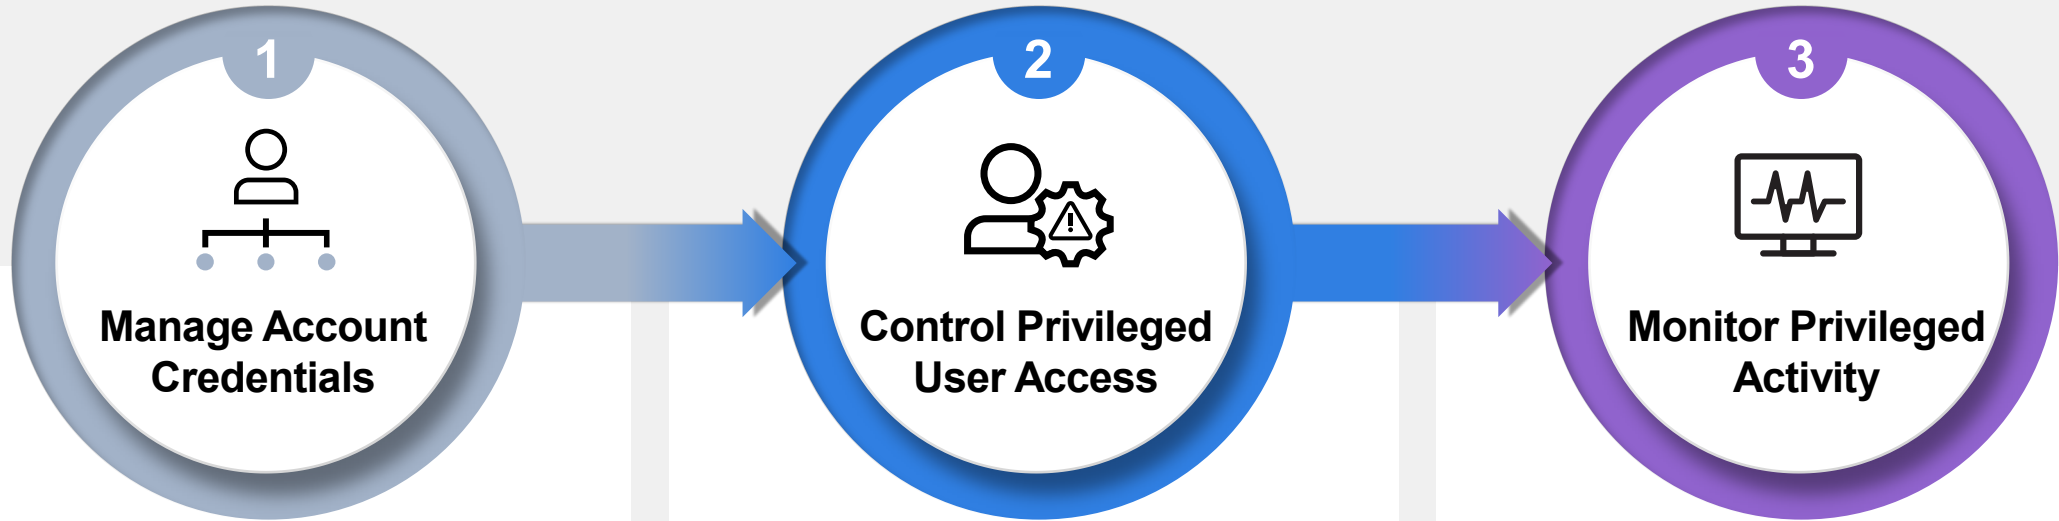 1
Manage Account
Credentials
2
Control Privileged
User Access
3
Monitor Privileged
Activity